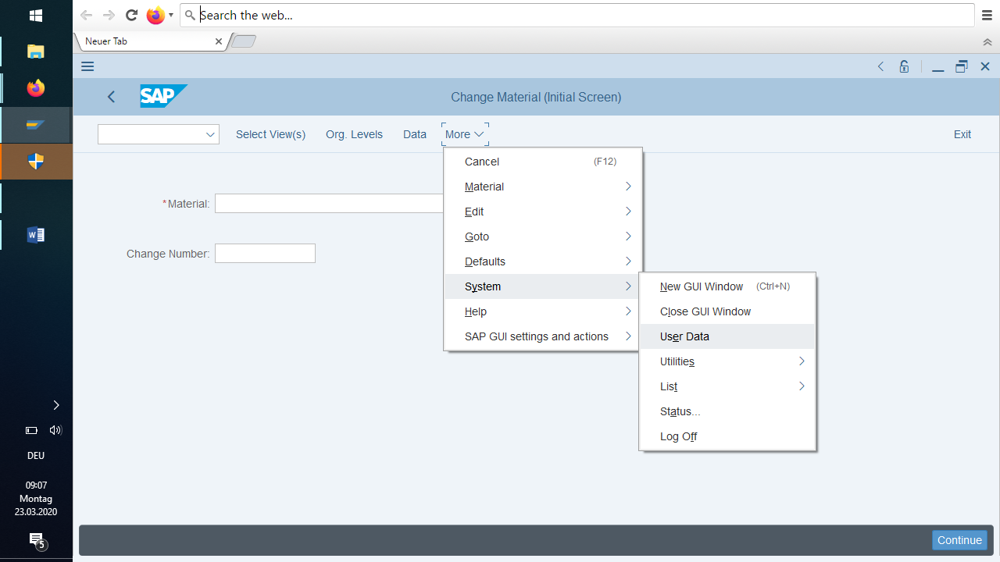 Search the web...
Neuer Tab
SAP
Change Material (Initial Screen)
Select View(s) Org. Levels Data More Exit
*Material:
Change Number:
Cancel (F12)
Material
Edit
Goto
Defaults
System
Help
SAP GUI settings and actions
New GUI Window (Ctrl+N)
Close GUI Window
User Data
Utilities
List
Status...
Log Off
Continue
W
DEU
09:07
Montag
23.03.2020
5